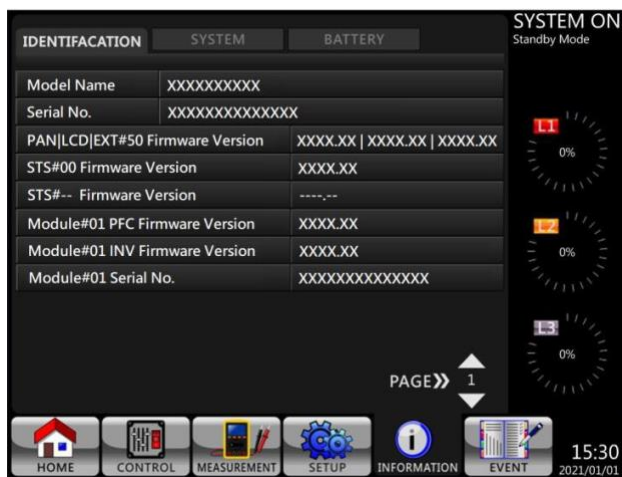 SYSTEM ON
Standby Mode
IDENTIFACATION SYSTEM BATTERY
Model Name XXXXXXXXXX
Serial No. XXXXXXXXXXXXXX
PAN|LCD|EXT#50 Firmware Version XXXX.XX | XXXX.XX | XXXX.XX
STS#00 Firmware Version XXXX.XX
STS#-- Firmware Version ----.--
Module#01 PFC Firmware Version XXXX.XX
Module#01 INV Firmware Version XXXX.XX
Module#01 Serial No. XXXXXXXXXXXXXX
L1
0%
L2
0%
L3
0%
PAGE» 1
HOME CONTROL MEASUREMENT SETUP INFORMATION EVENT
15:30
2021/01/01